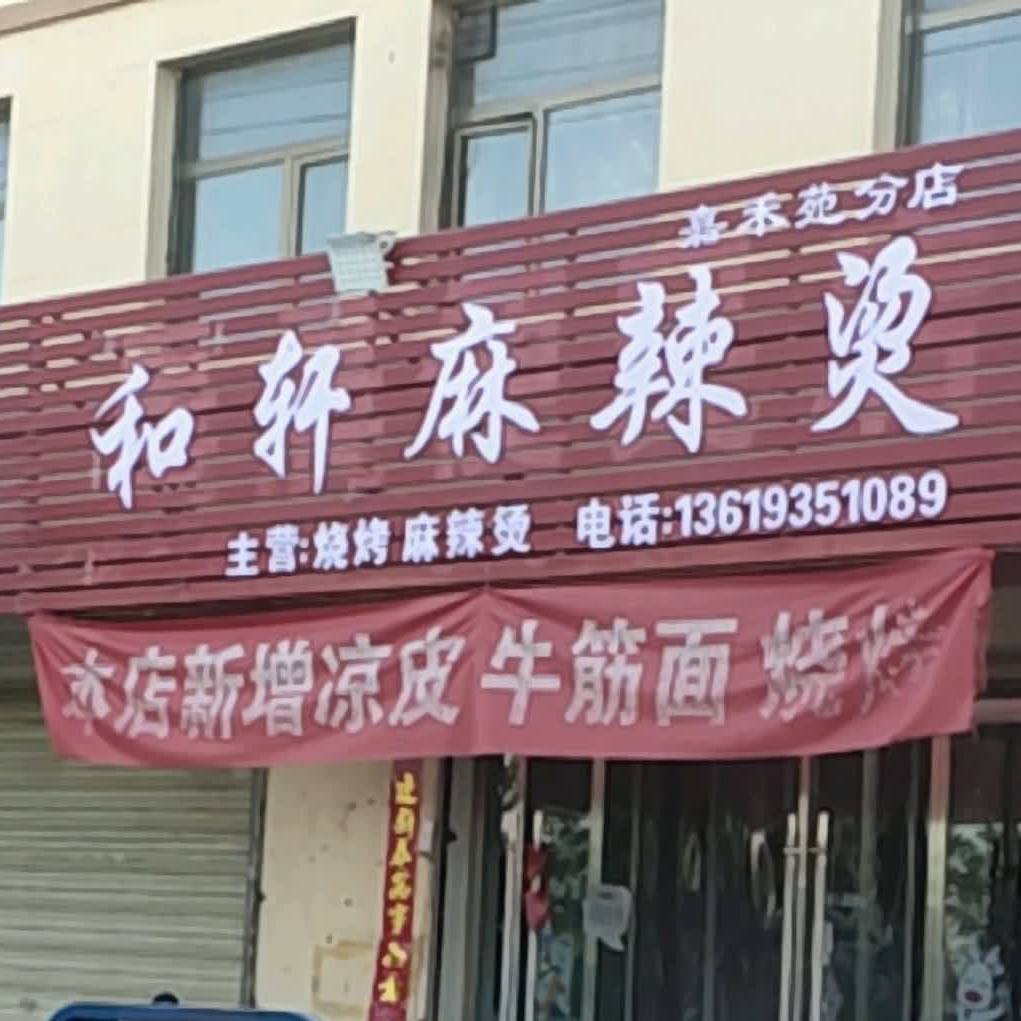 嘉禾苑分店
和轩麻辣烫
主营:烧烤 麻辣烫 电话:13619351089
本店新增凉皮 牛筋面 烧烤